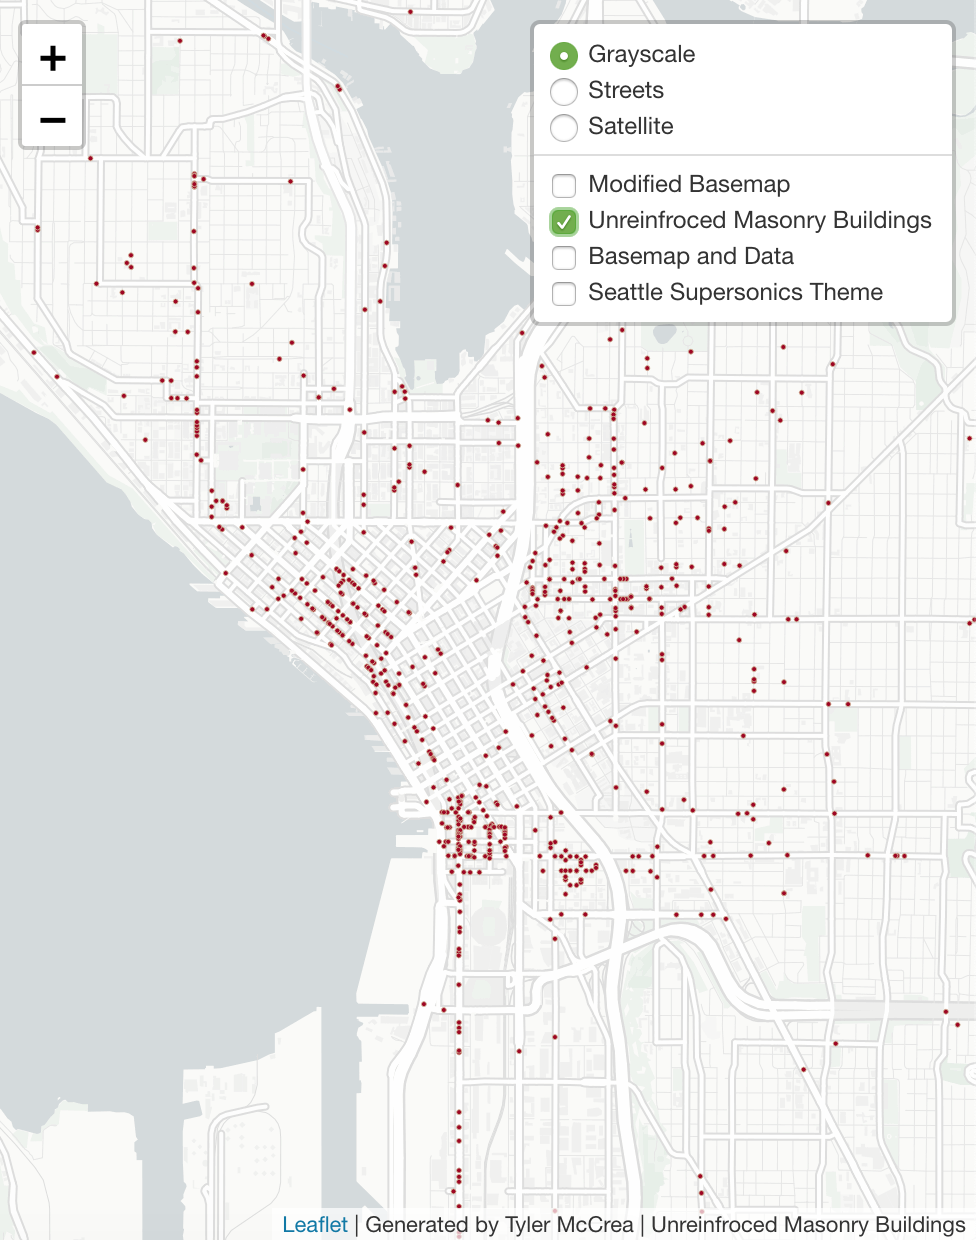 +
−
Grayscale
Streets
Satellite
Modified Basemap
Unreinfroced Masonry Buildings
Basemap and Data
Seattle Supersonics Theme
Leaflet | Generated by Tyler McCrea | Unreinfroced Masonry Buildings